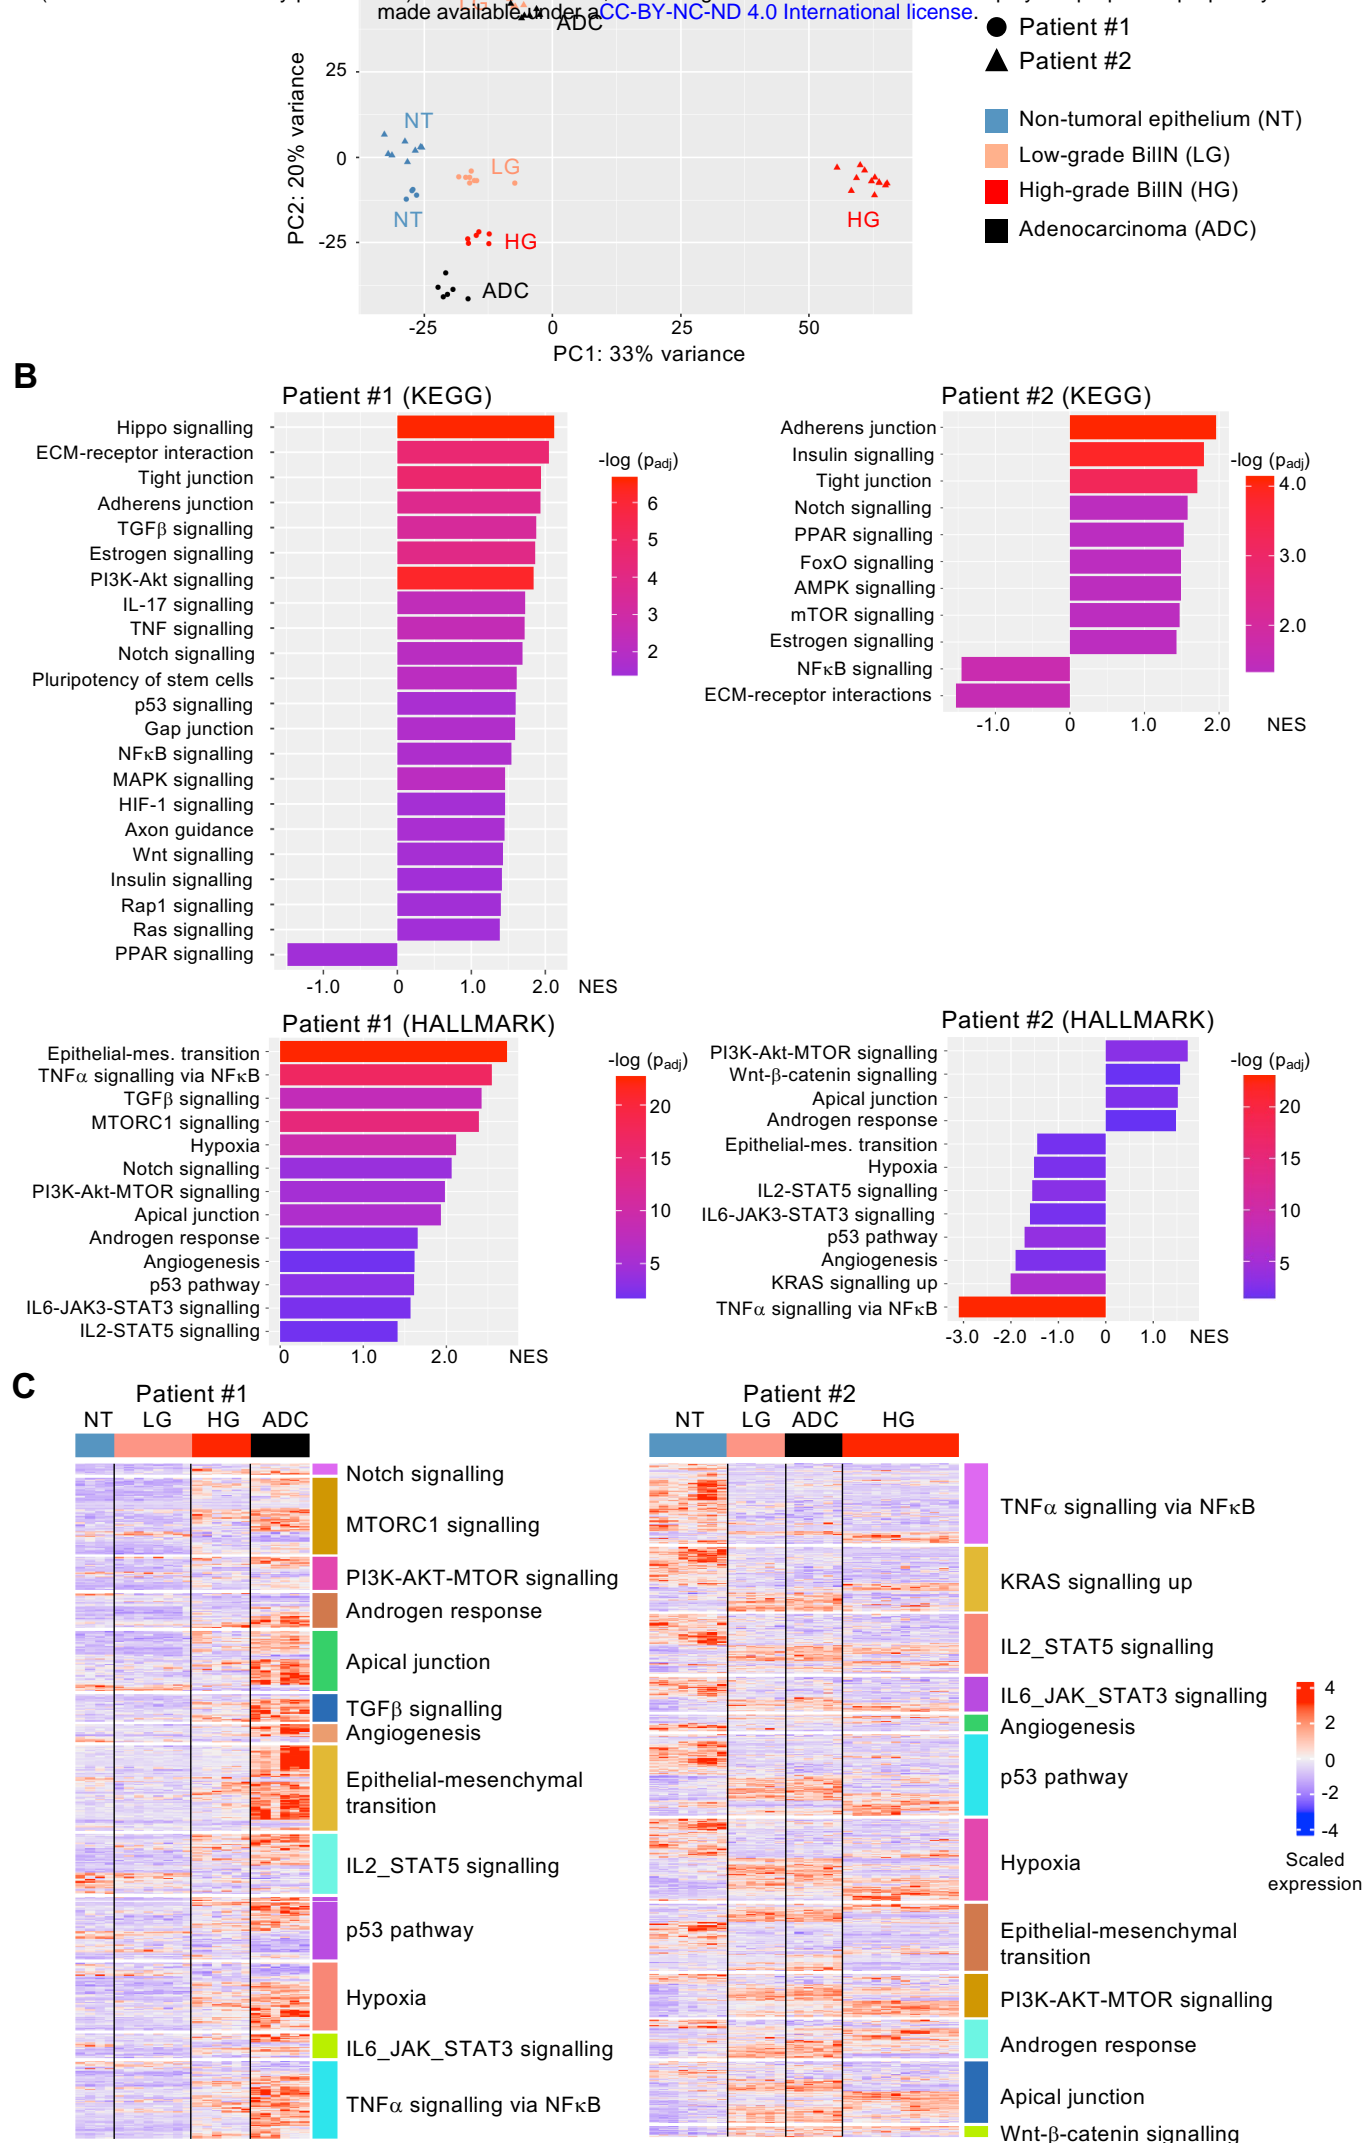 made available under aCC-BY-NC-ND 4.0 International license.
ADC
Patient #1
Patient #2
Non-tumoral epithelium (NT)
Low-grade BilIN (LG)
High-grade BilIN (HG)
Adenocarcinoma (ADC)
PC2: 20% variance
25
0
-25
NT
LG
NT
HG
HG
ADC
-25
0
25
50
PC1: 33% variance
B
Patient #1 (KEGG)
Hippo signalling
ECM-receptor interaction
Tight junction
Adherens junction
TGFβ signalling
Estrogen signalling
PI3K-Akt signalling
IL-17 signalling
TNF signalling
Notch signalling
Pluripotency of stem cells
p53 signalling
Gap junction
NFκB signalling
MAPK signalling
HIF-1 signalling
Axon guidance
Wnt signalling
Insulin signalling
Rap1 signalling
Ras signalling
PPAR signalling
-1.0
0
1.0
2.0
NES
-log (padj)
6
5
4
3
2
Patient #2 (KEGG)
Adherens junction
Insulin signalling
Tight junction
Notch signalling
PPAR signalling
FoxO signalling
AMPK signalling
mTOR signalling
Estrogen signalling
NFκB signalling
ECM-receptor interactions
-1.0
0
1.0
2.0
NES
-log (padj)
4.0
3.0
2.0
Patient #1 (HALLMARK)
Epithelial-mes. transition
TNFα signalling via NFκB
TGFβ signalling
MTORC1 signalling
Hypoxia
Notch signalling
PI3K-Akt-MTOR signalling
Apical junction
Androgen response
Angiogenesis
p53 pathway
IL6-JAK3-STAT3 signalling
IL2-STAT5 signalling
0
1.0
2.0
NES
-log (padj)
20
15
10
5
Patient #2 (HALLMARK)
PI3K-Akt-MTOR signalling
Wnt-β-catenin signalling
Apical junction
Androgen response
Epithelial-mes. transition
Hypoxia
IL2-STAT5 signalling
IL6-JAK3-STAT3 signalling
p53 pathway
Angiogenesis
KRAS signalling up
TNFα signalling via NFκB
-3.0
-2.0
-1.0
0
1.0
NES
-log (padj)
20
15
10
5
C
Patient #1
NT
LG
HG
ADC
Notch signalling
MTORC1 signalling
PI3K-AKT-MTOR signalling
Androgen response
Apical junction
TGFβ signalling
Angiogenesis
Epithelial-mesenchymal
transition
IL2_STAT5 signalling
p53 pathway
Hypoxia
IL6_JAK_STAT3 signalling
TNFα signalling via NFκB
Patient #2
NT
LG
ADC
HG
TNFα signalling via NFκB
KRAS signalling up
IL2_STAT5 signalling
IL6_JAK_STAT3 signalling
Angiogenesis
p53 pathway
Hypoxia
Epithelial-mesenchymal
transition
PI3K-AKT-MTOR signalling
Androgen response
Apical junction
Wnt-β-catenin signalling
4
2
0
-2
-4
Scaled
expression